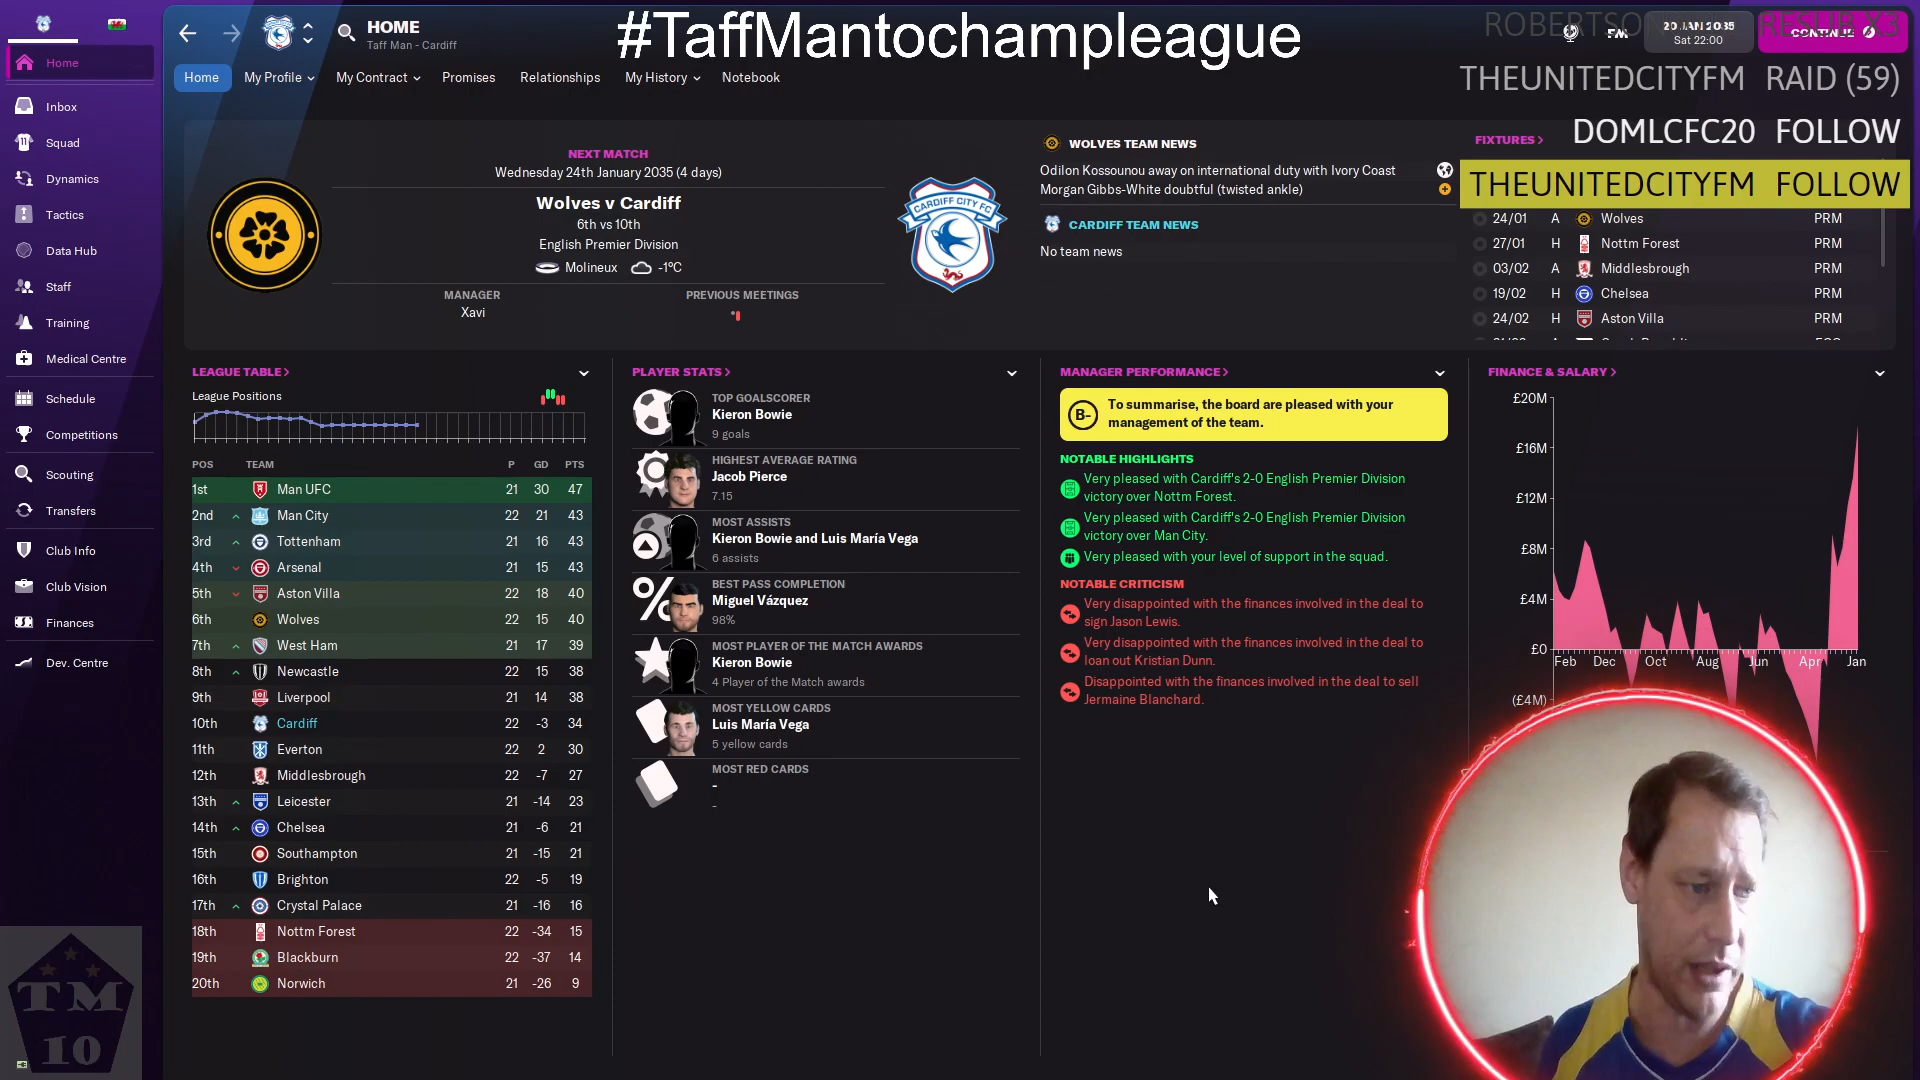 #TaffMantochampleague
HOME
Taff Man - Cardiff
20 JAN 2035
Sat 22:00
CONTINUE
ROBERTSON RESUB X3
THEUNITEDCITYFM RAID (59)
DOMLCFC20 FOLLOW
THEUNITEDCITYFM FOLLOW
Home
My Profile
My Contract
Promises
Relationships
My History
Notebook
Home
Inbox
Squad
Dynamics
Tactics
Data Hub
Staff
Training
Medical Centre
Schedule
Competitions
Scouting
Transfers
Club Info
Club Vision
Finances
Dev. Centre
TM
10
NEXT MATCH
Wednesday 24th January 2035 (4 days)
Wolves v Cardiff
6th vs 10th
English Premier Division
Molineux -1°C
MANAGER
Xavi
PREVIOUS MEETINGS
CARDIFF CITY FC
WOLVES TEAM NEWS
Odilon Kossounou away on international duty with Ivory Coast
Morgan Gibbs-White doubtful (twisted ankle)
CARDIFF TEAM NEWS
No team news
FIXTURES >
24/01 A Wolves PRM
27/01 H Nottm Forest PRM
03/02 A Middlesbrough PRM
19/02 H Chelsea PRM
24/02 H Aston Villa PRM
LEAGUE TABLE >
League Positions
POS TEAM P GD PTS
1st Man UFC 21 30 47
2nd Man City 22 21 43
3rd Tottenham 21 16 43
4th Arsenal 21 15 43
5th Aston Villa 22 18 40
6th Wolves 22 15 40
7th West Ham 21 17 39
8th Newcastle 22 15 38
9th Liverpool 21 14 38
10th Cardiff 22 -3 34
11th Everton 22 2 30
12th Middlesbrough 22 -7 27
13th Leicester 21 -14 23
14th Chelsea 21 -6 21
15th Southampton 21 -15 21
16th Brighton 22 -5 19
17th Crystal Palace 21 -16 16
18th Nottm Forest 22 -34 15
19th Blackburn 22 -37 14
20th Norwich 21 -26 9
PLAYER STATS >
TOP GOALSCORER
Kieron Bowie
9 goals
HIGHEST AVERAGE RATING
Jacob Pierce
7.15
MOST ASSISTS
Kieron Bowie and Luis María Vega
6 assists
BEST PASS COMPLETION
Miguel Vázquez
98%
MOST PLAYER OF THE MATCH AWARDS
Kieron Bowie
4 Player of the Match awards
MOST YELLOW CARDS
Luis María Vega
5 yellow cards
MOST RED CARDS
-
-
MANAGER PERFORMANCE >
B-
To summarise, the board are pleased with your
management of the team.
NOTABLE HIGHLIGHTS
Very pleased with Cardiff's 2-0 English Premier Division
victory over Nottm Forest.
Very pleased with Cardiff's 2-0 English Premier Division
victory over Man City.
Very pleased with your level of support in the squad.
NOTABLE CRITICISM
Very disappointed with the finances involved in the deal to
sign Jason Lewis.
Very disappointed with the finances involved in the deal to
loan out Kristian Dunn.
Disappointed with the finances involved in the deal to sell
Jermaine Blanchard.
FINANCE & SALARY >
£20M
£16M
£12M
£8M
£4M
£0
Feb Dec Oct Aug Jun Apr Jan
(£4M)